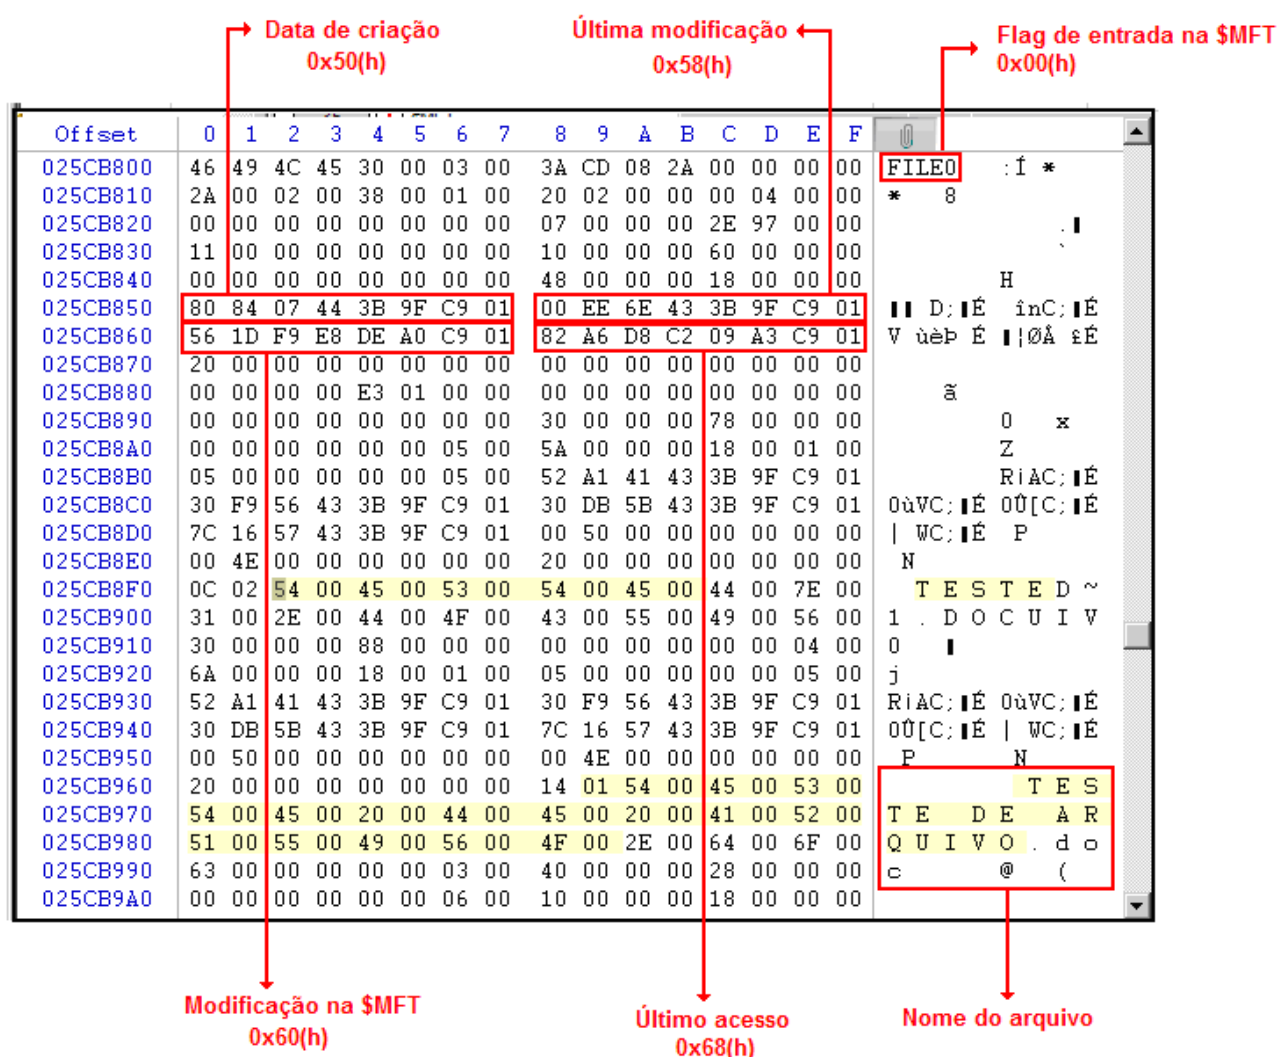 Data de criação
0x50(h)
Última modificação
0x58(h)
Flag de entrada na $MFT
0x00(h)
Offset 0 1 2 3 4 5 6 7 8 9 A B C D E F
025CB800 46 49 4C 45 30 00 03 00 3A CD 08 2A 00 00 00 00 FILE0 :Í *
025CB810 2A 00 02 00 38 00 01 00 20 02 00 00 00 04 00 00 * 8
025CB820 00 00 00 00 00 00 00 00 07 00 00 00 2E 97 00 00 .▮
025CB830 11 00 00 00 00 00 00 00 10 00 00 00 60 00 00 00 `
025CB840 00 00 00 00 00 00 00 00 48 00 00 00 18 00 00 00 H
025CB850 80 84 07 44 3B 9F C9 01 00 EE 6E 43 3B 9F C9 01 ▮▮ D;▮É înC;▮É
025CB860 56 1D F9 E8 DE A0 C9 01 82 A6 D8 C2 09 A3 C9 01 V ùèÞ É ▮¦ØÂ £É
025CB870 20 00 00 00 00 00 00 00 00 00 00 00 00 00 00 00
025CB880 00 00 00 00 E3 01 00 00 00 00 00 00 00 00 00 00 ã
025CB890 00 00 00 00 00 00 00 00 30 00 00 00 78 00 00 00 0 x
025CB8A0 00 00 00 00 00 00 05 00 5A 00 00 00 18 00 01 00 Z
025CB8B0 05 00 00 00 00 00 05 00 52 A1 41 43 3B 9F C9 01 R¡AC;▮É
025CB8C0 30 F9 56 43 3B 9F C9 01 30 DB 5B 43 3B 9F C9 01 0ùVC;▮É 0Û[C;▮É
025CB8D0 7C 16 57 43 3B 9F C9 01 00 50 00 00 00 00 00 00 | WC;▮É P
025CB8E0 00 4E 00 00 00 00 00 00 20 00 00 00 00 00 00 00 N
025CB8F0 0C 02 54 00 45 00 53 00 54 00 45 00 44 00 7E 00 T E S T E D ~
025CB900 31 00 2E 00 44 00 4F 00 43 00 55 00 49 00 56 00 1 . D O C U I V
025CB910 30 00 00 00 88 00 00 00 00 00 00 00 00 00 04 00 0 ▮
025CB920 6A 00 00 00 18 00 01 00 05 00 00 00 00 00 05 00 j
025CB930 52 A1 41 43 3B 9F C9 01 30 F9 56 43 3B 9F C9 01 R¡AC;▮É 0ùVC;▮É
025CB940 30 DB 5B 43 3B 9F C9 01 7C 16 57 43 3B 9F C9 01 0Û[C;▮É | WC;▮É
025CB950 00 50 00 00 00 00 00 00 00 4E 00 00 00 00 00 00 P N
025CB960 20 00 00 00 00 00 00 00 14 01 54 00 45 00 53 00 T E S
025CB970 54 00 45 00 20 00 44 00 45 00 20 00 41 00 52 00 T E D E A R
025CB980 51 00 55 00 49 00 56 00 4F 00 2E 00 64 00 6F 00 Q U I V O . d o
025CB990 63 00 00 00 00 00 03 00 40 00 00 00 28 00 00 00 c @ (
025CB9A0 00 00 00 00 00 00 06 00 10 00 00 00 18 00 00 00
Modificação na $MFT
0x60(h)
Último acesso
0x68(h)
Nome do arquivo